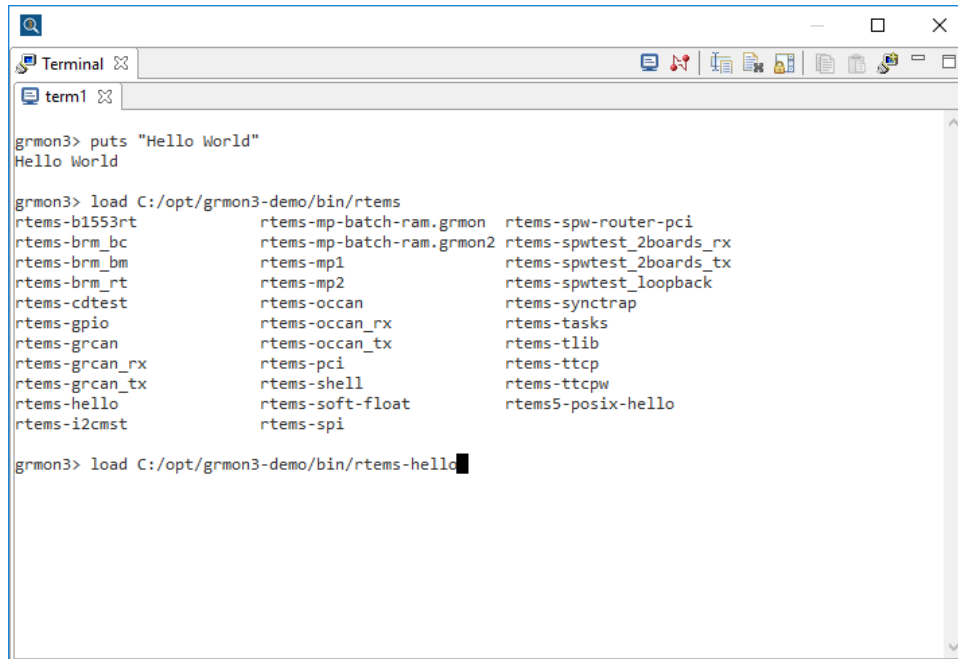 Terminal
term1
grmon3> puts "Hello World"
Hello World
grmon3> load C:/opt/grmon3-demo/bin/rtems
rtems-b1553rt rtems-mp-batch-ram.grmon rtems-spw-router-pci
rtems-brm_bc rtems-mp-batch-ram.grmon2 rtems-spwtest_2boards_rx
rtems-brm_bm rtems-mp1 rtems-spwtest_2boards_tx
rtems-brm_rt rtems-mp2 rtems-spwtest_loopback
rtems-cdtest rtems-occan rtems-synctrap
rtems-gpio rtems-occan_rx rtems-tasks
rtems-grcan rtems-occan_tx rtems-tlib
rtems-grcan_rx rtems-pci rtems-ttcp
rtems-grcan_tx rtems-shell rtems-ttcpw
rtems-hello rtems-soft-float rtems5-posix-hello
rtems-i2cmst rtems-spi
grmon3> load C:/opt/grmon3-demo/bin/rtems-hello